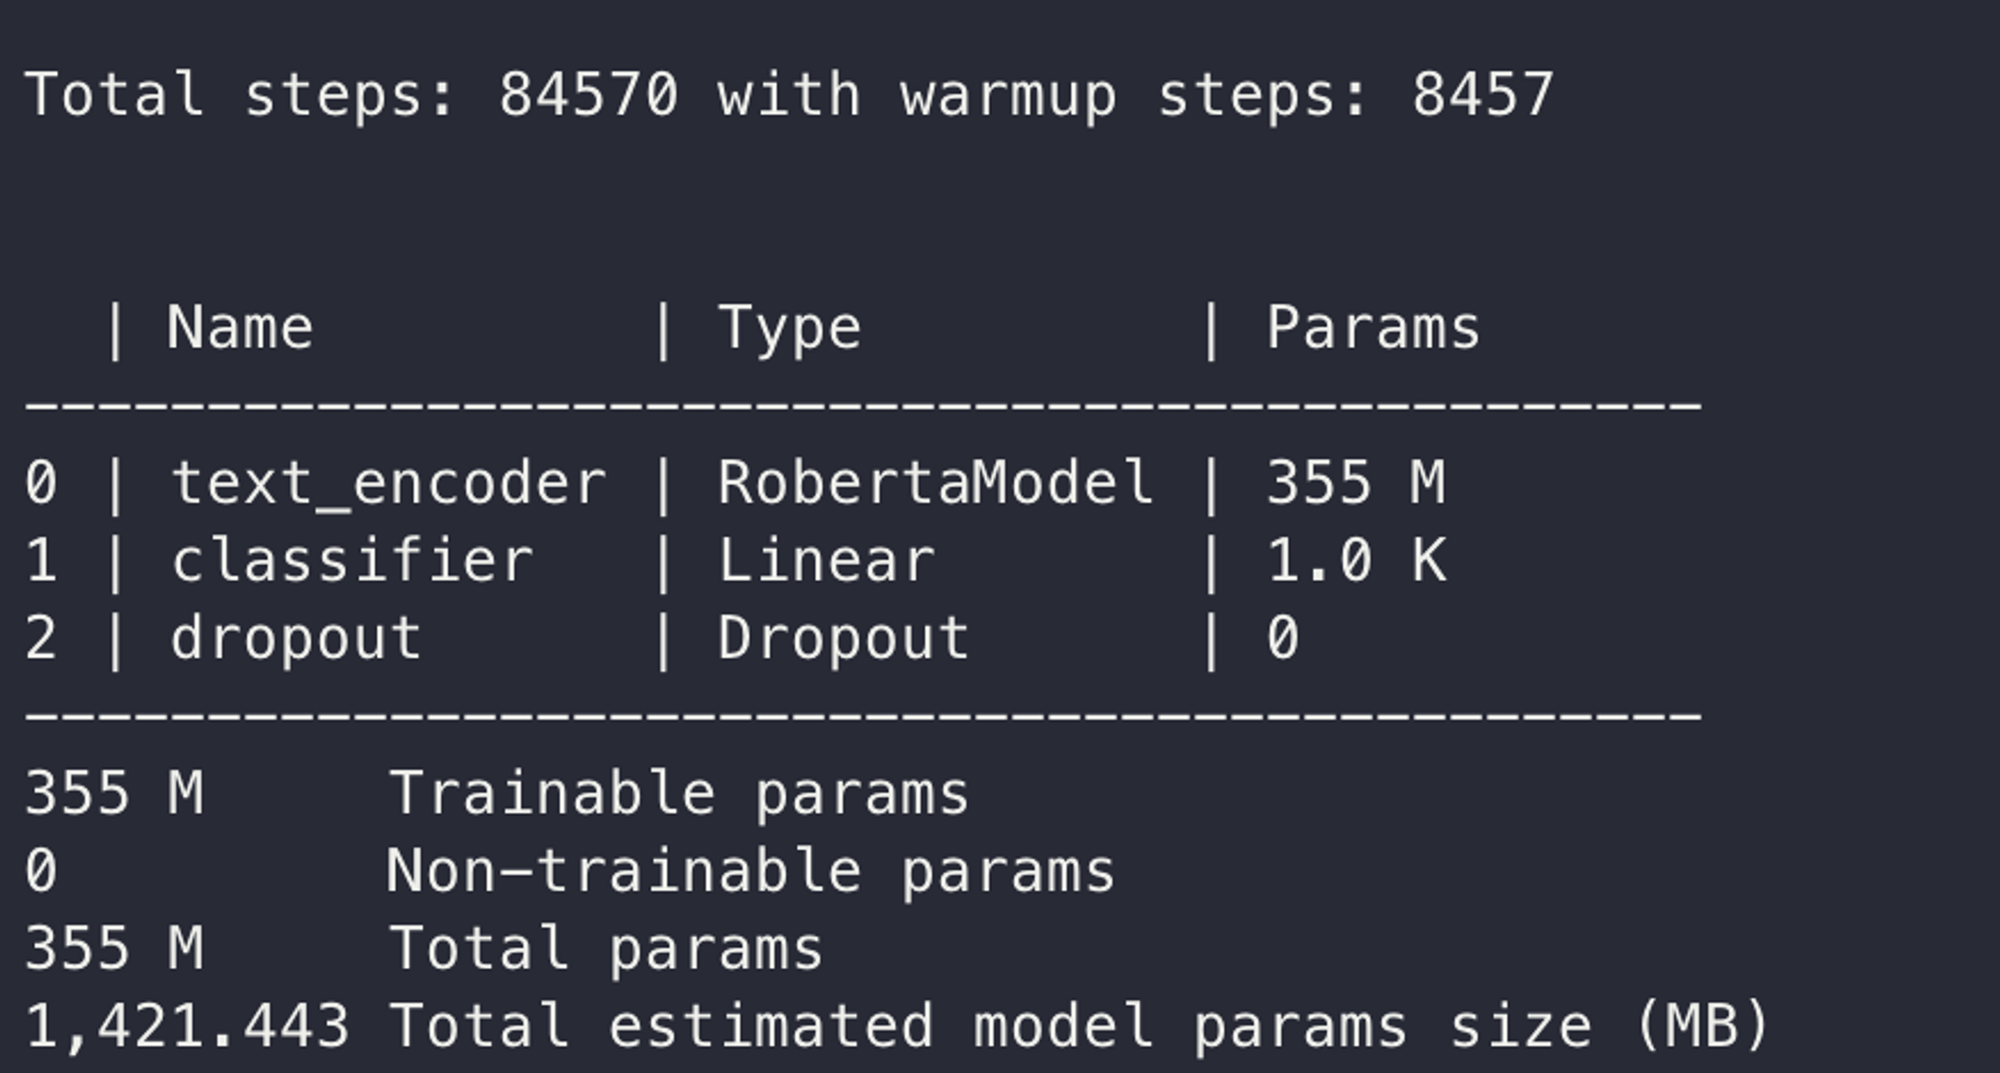 Total steps: 84570 with warmup steps: 8457
  | Name         | Type         | Params
----------------------------------------------
0 | text_encoder | RobertaModel | 355 M
1 | classifier   | Linear       | 1.0 K
2 | dropout      | Dropout      | 0
----------------------------------------------
355 M     Trainable params
0         Non-trainable params
355 M     Total params
1,421.443 Total estimated model params size (MB)